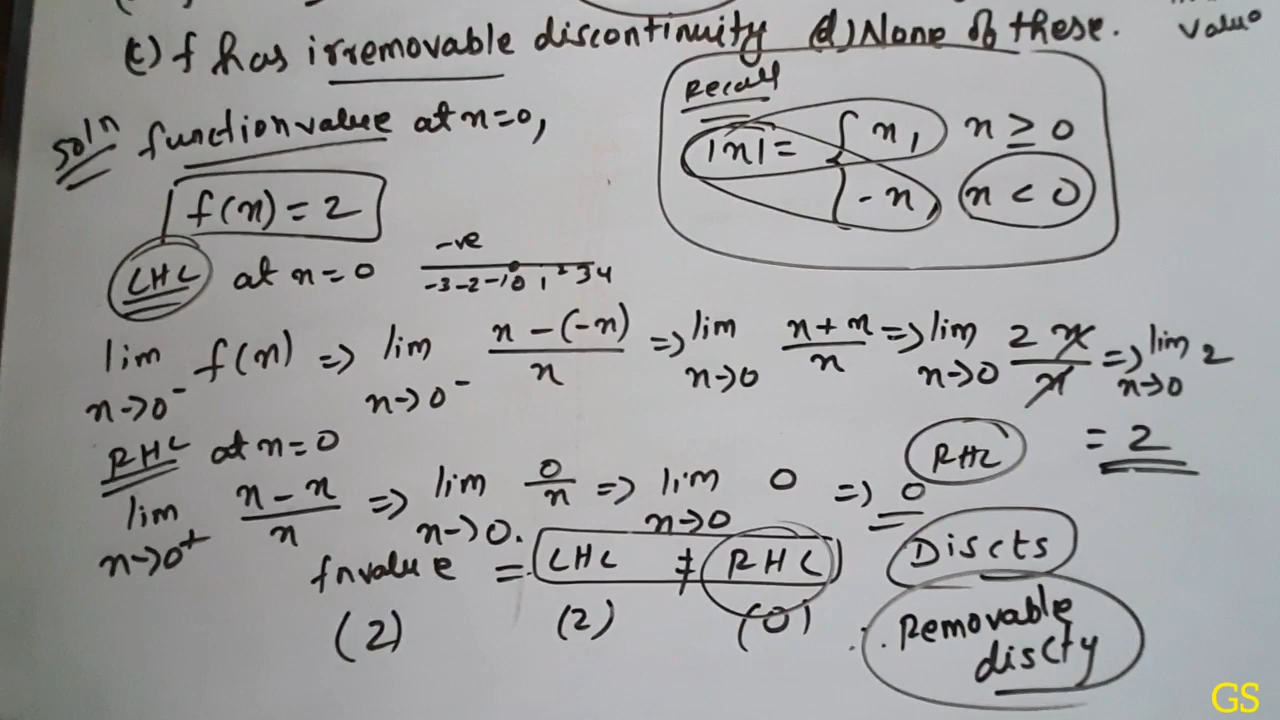 (c) f has irremovable discontinuity (d) None of these. value
Soln function value at x=0,
f(x) = 2
Recall
|x| = { x, x ≥ 0
{ -x, x < 0
LHL at x=0
-ve
-3 -2 -1 0 1 2 3 4
lim x→0⁻ f(x) => lim x→0⁻ x-(-x)/x => lim x→0 x+x/x => lim x→0 2x/x => lim x→0 2
= 2
RHL at x=0
lim x→0⁺ x-x/x => lim x→0. 0/x => lim x→0 0 => 0
RHL
fn value = LHL ≠ RHL Discts
(2) (2) (0)
∴ Removable
discty
GS